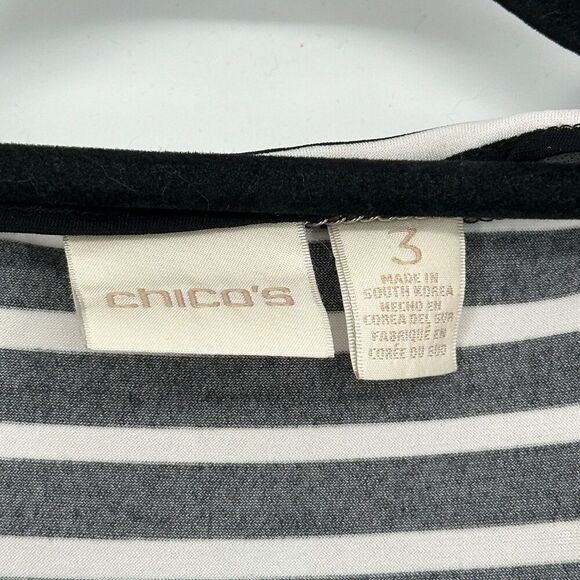 chico's
3
MADE IN
SOUTH KOREA
HECHO EN
COREA DEL SUR
FABRIQUÉ EN
CORÉE DU SUD